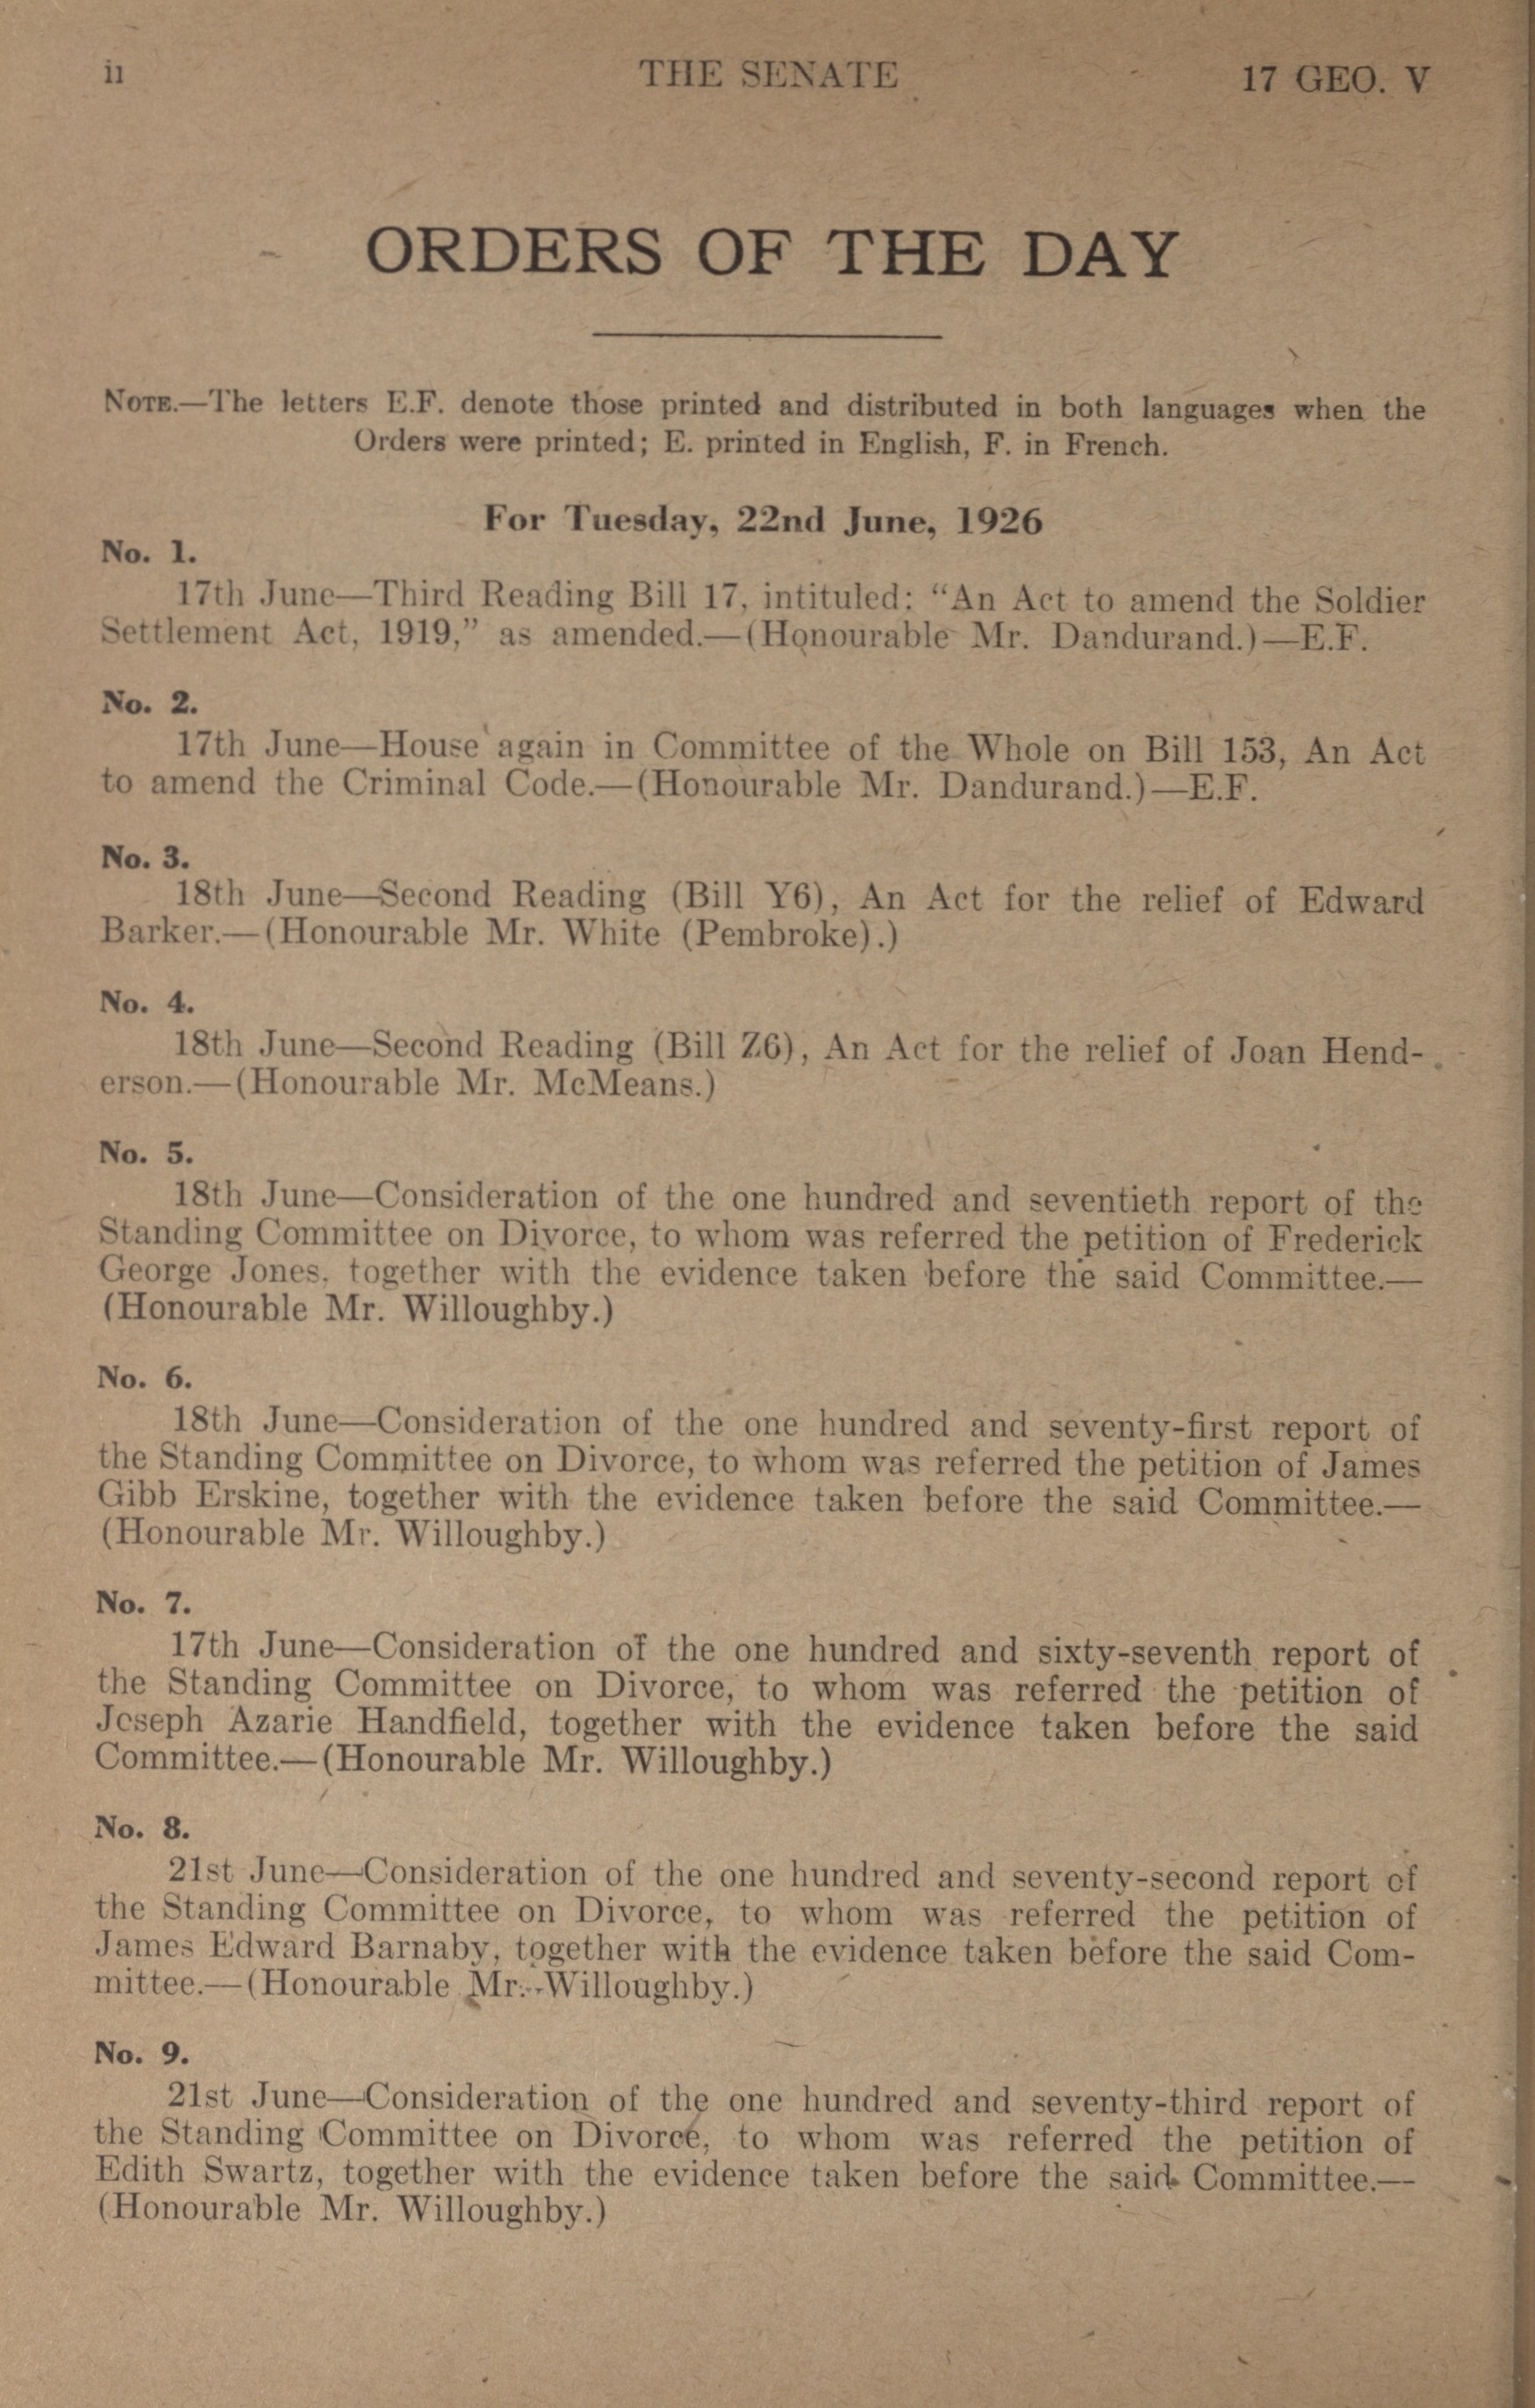 ii
THE SENATE
17 GEO. V
ORDERS OF THE DAY
NOTE.—The letters E.F. denote those printed and distributed in both languages when the
Orders were printed; E. printed in English, F. in French.
For Tuesday, 22nd June, 1926
No. 1.
17th June—Third Reading Bill 17, intituled: “An Act to amend the Soldier
Settlement Act, 1919,” as amended.—(Honourable Mr. Dandurand.)—E.F.
No. 2.
17th June—House again in Committee of the Whole on Bill 153, An Act
to amend the Criminal Code.—(Honourable Mr. Dandurand.)—E.F.
No. 3.
18th June—Second Reading (Bill Y6), An Act for the relief of Edward
Barker.—(Honourable Mr. White (Pembroke).)
No. 4.
18th June—Second Reading (Bill Z6), An Act for the relief of Joan Hend-
erson.—(Honourable Mr. McMeans.)
No. 5.
18th June—Consideration of the one hundred and seventieth report of the
Standing Committee on Divorce, to whom was referred the petition of Frederick
George Jones, together with the evidence taken before the said Committee.—
(Honourable Mr. Willoughby.)
No. 6.
18th June—Consideration of the one hundred and seventy-first report of
the Standing Committee on Divorce, to whom was referred the petition of James
Gibb Erskine, together with the evidence taken before the said Committee.—
(Honourable Mr. Willoughby.)
No. 7.
17th June—Consideration of the one hundred and sixty-seventh report of
the Standing Committee on Divorce, to whom was referred the petition of
Joseph Azarie Handfield, together with the evidence taken before the said
Committee.—(Honourable Mr. Willoughby.)
No. 8.
21st June—Consideration of the one hundred and seventy-second report of
the Standing Committee on Divorce, to whom was referred the petition of
James Edward Barnaby, together with the evidence taken before the said Com-
mittee.—(Honourable Mr. Willoughby.)
No. 9.
21st June—Consideration of the one hundred and seventy-third report of
the Standing Committee on Divorce, to whom was referred the petition of
Edith Swartz, together with the evidence taken before the said Committee.—
(Honourable Mr. Willoughby.)